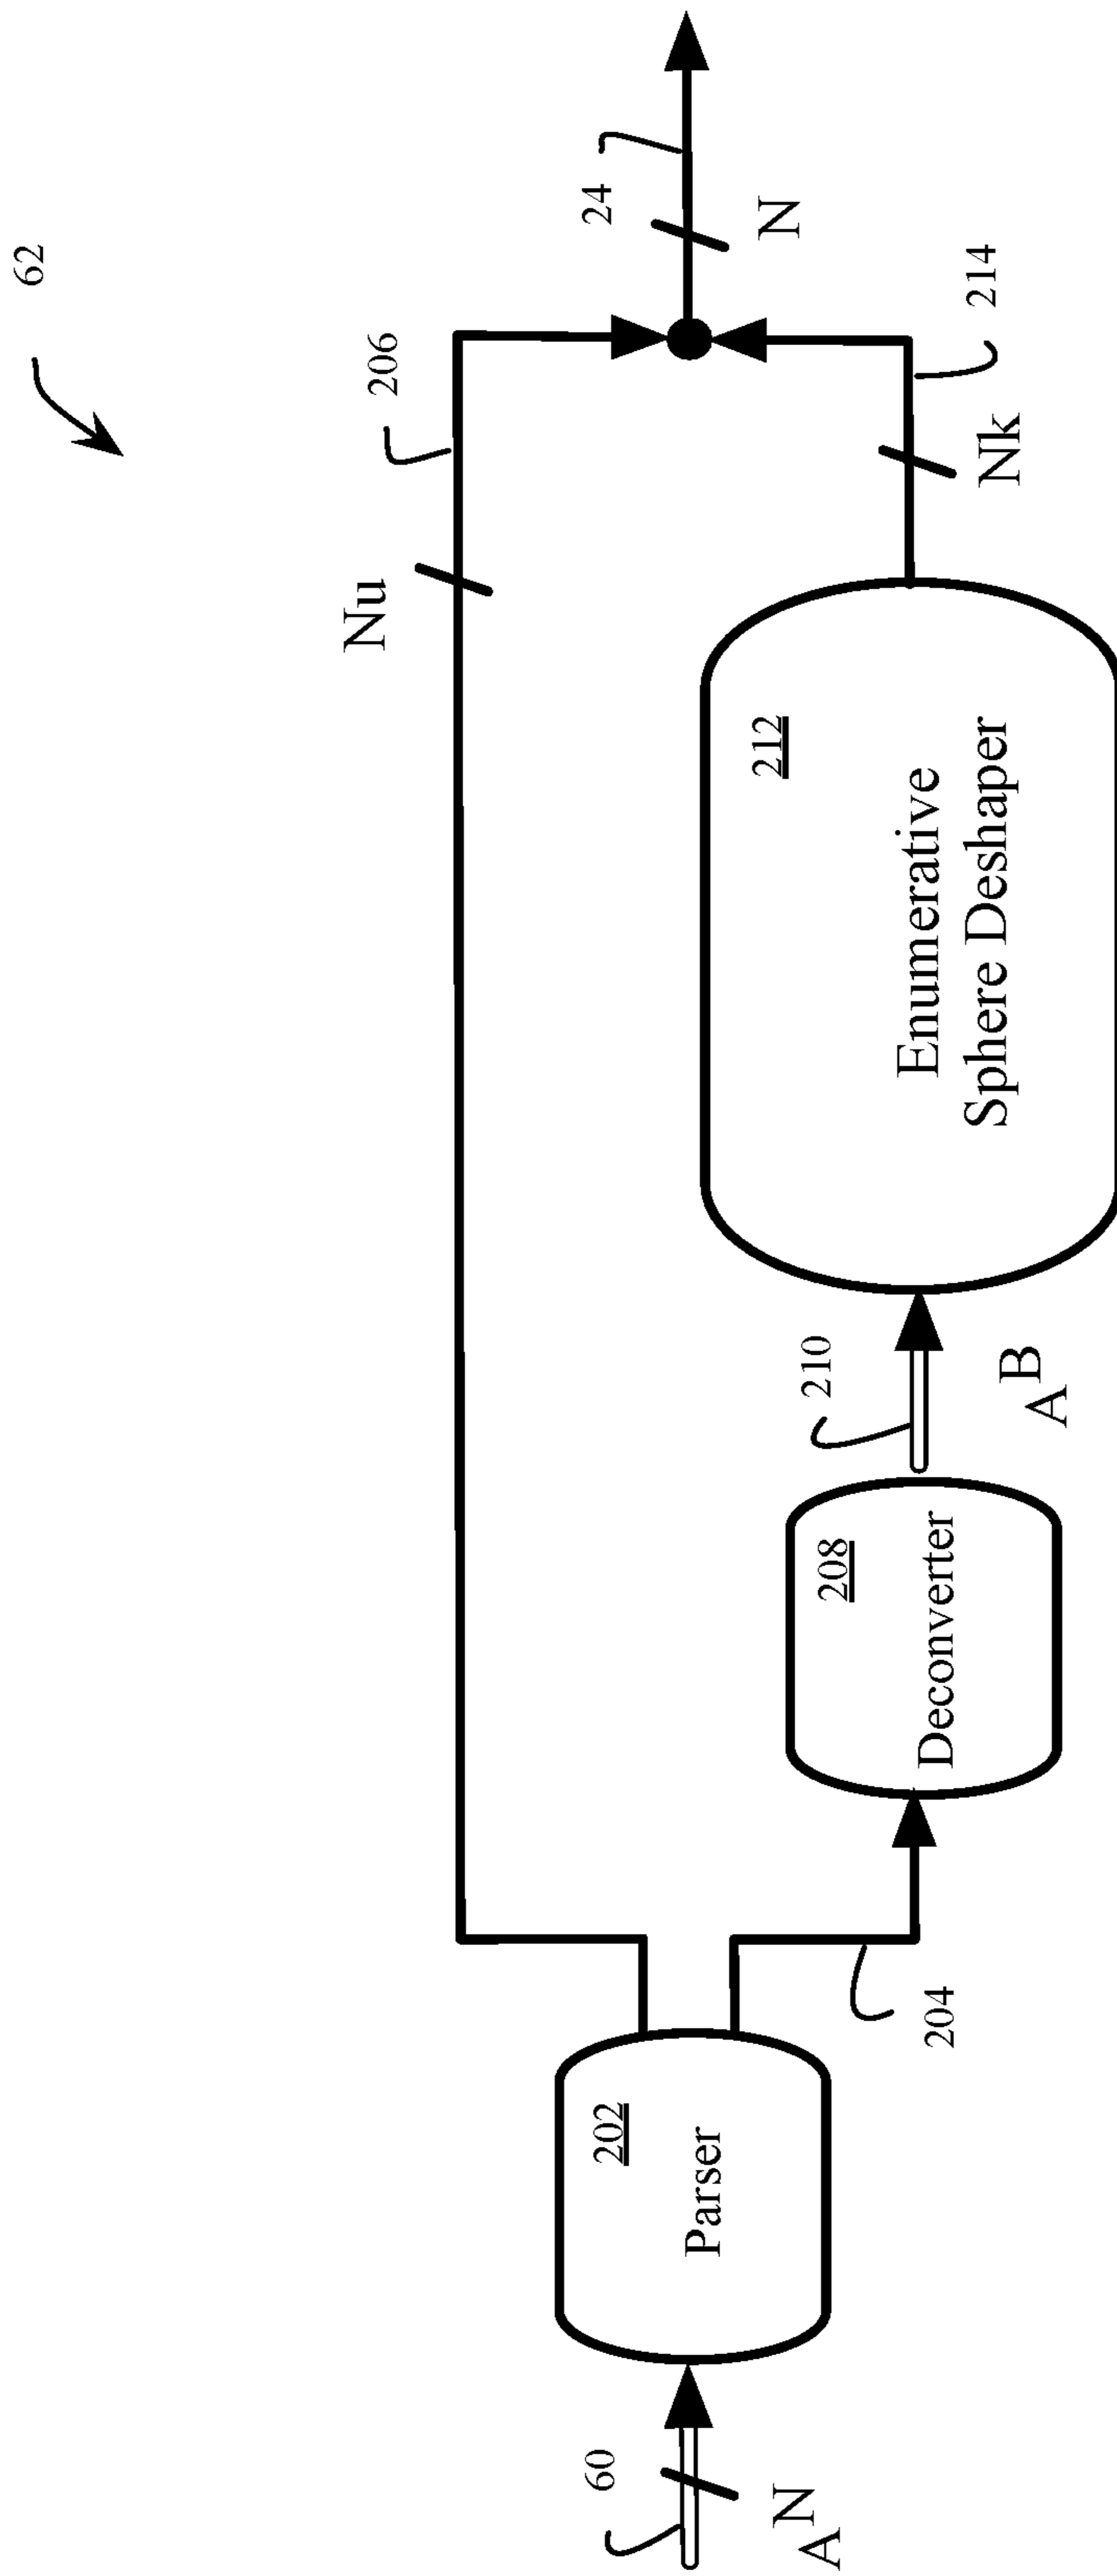 62
Nu
206
60
A^N
202
Parser
204
208
Deconverter
210
A^B
212
Enumerative
Sphere Deshaper
Nk
214
24
N